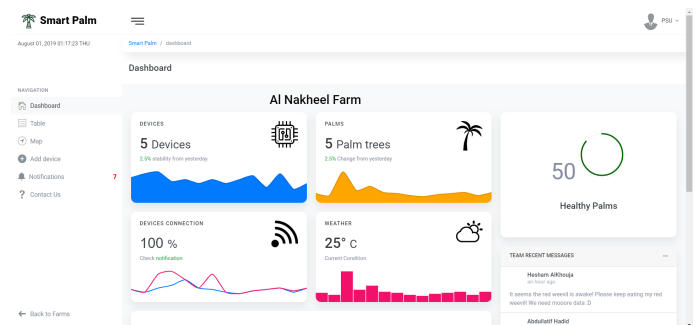 Smart Palm
PSU
August 01, 2019 01:17:23 THU
Smart Palm / dashboard
Dashboard
NAVIGATION
Dashboard
Table
Map
Add device
Notifications 7
Contact Us
Back to Farms
Al Nakheel Farm
DEVICES
5 Devices
2.5% stability from yesterday
PALMS
5 Palm trees
2.5% Change from yesterday
50
Healthy Palms
DEVICES CONNECTION
100 %
Check notification
WEATHER
25° C
Current Condition
TEAM RECENT MESSAGES
Hesham AlKhouja
an hour ago
It seems the red weevil is awake! Please keep eating my red
weevil! We need mooore data :D
Abdullatif Hadid